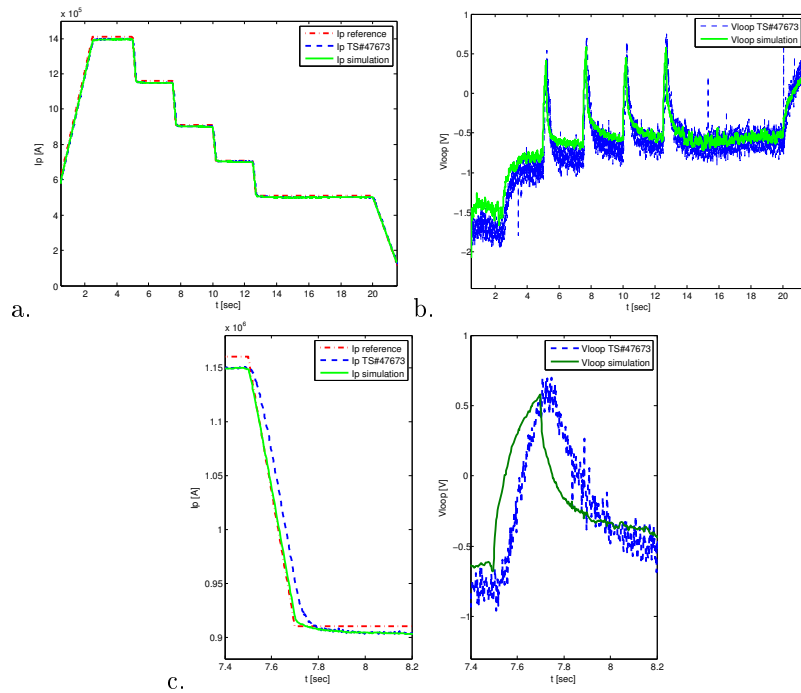 x 10^5
14
12
10
8
6
4
2
0
Ip [A]
2 4 6 8 10 12 14 16 18 20
t [sec]
Ip reference
Ip TS#47673
Ip simulation
a.
1
0.5
0
−0.5
−1
−1.5
−2
Vloop [V]
2 4 6 8 10 12 14 16 18 20
t [sec]
Vloop TS#47673
Vloop simulation
b.
x 10^6
1.15
1.1
1.05
1
0.95
0.9
Ip [A]
7.4 7.6 7.8 8 8.2
t [sec]
Ip reference
Ip TS#47673
Ip simulation
c.
1
0.5
0
−0.5
−1
Vloop [V]
7.4 7.6 7.8 8 8.2
t [sec]
Vloop TS#47673
Vloop simulation